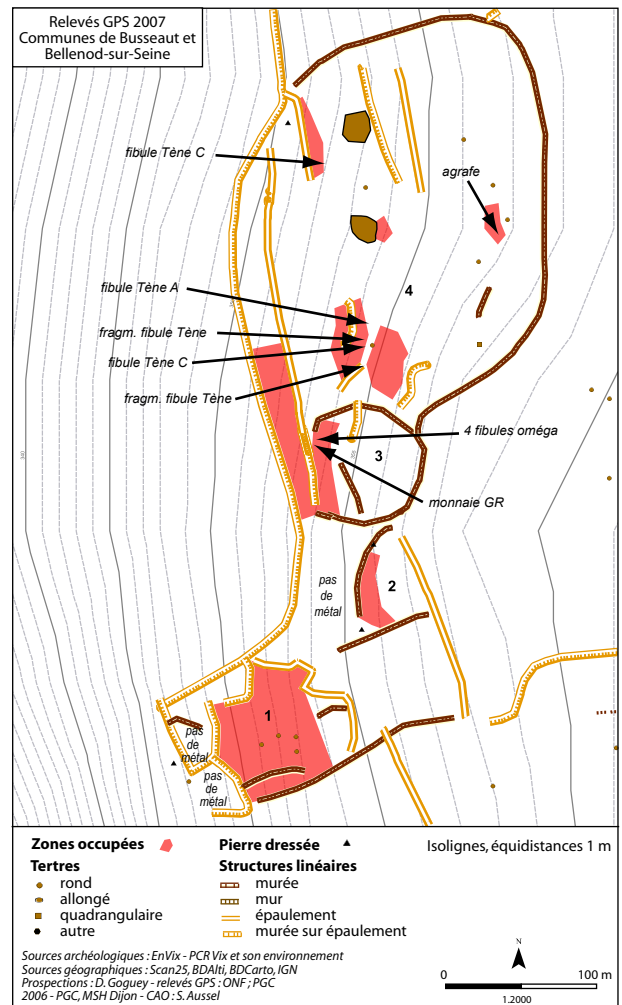 Relevés GPS 2007
Communes de Busseaut et
Bellenod-sur-Seine
fibule Tène C
agrafe
fibule Tène A
4
fragm. fibule Tène
fibule Tène C
fragm. fibule Tène
4 fibules oméga
3
monnaie GR
pas
de
métal
2
1
pas
de
métal
pas
de
métal
Zones occupées
Pierre dressée
Isolignes, équidistances 1 m
Tertres
Structures linéaires
rond
murée
allongé
mur
quadrangulaire
épaulement
autre
murée sur épaulement
Sources archéologiques : EnVix - PCR Vix et son environnement
Sources géographiques : Scan25, BDAlti, BDCarto, IGN
Prospections : D. Goguey - relevés GPS : ONF ; PGC
2006 - PGC, MSH Dijon - CAO : S. Aussel
N
0
100 m
1.2000